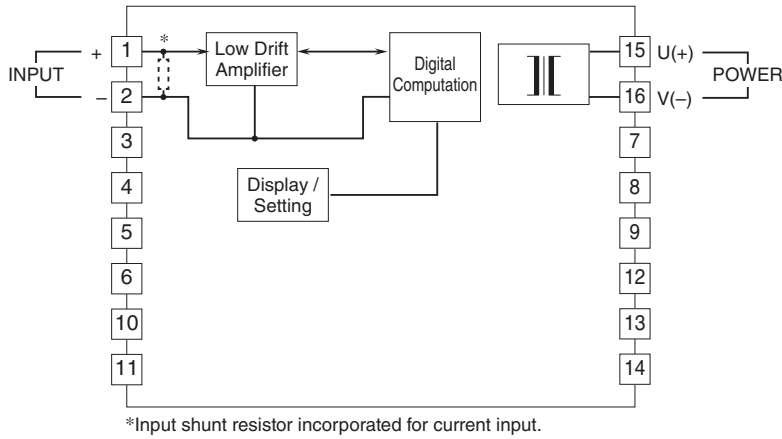 INPUT
+
–
1
2
3
4
5
6
10
11
*
Low Drift
Amplifier
Digital
Computation
Display /
Setting
15
16
7
8
9
12
13
14
U(+)
V(–)
POWER
*Input shunt resistor incorporated for current input.